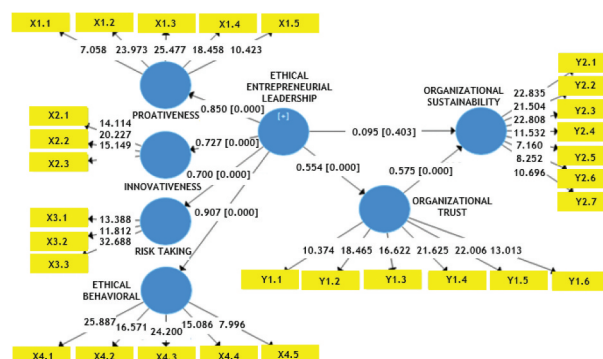 X1.1
X1.2
X1.3
X1.4
X1.5
7.058
23.973
25.477
18.458
10.423
PROATIVENESS
ETHICAL
ENTREPRENEURIAL
LEADERSHIP
[+]
ORGANIZATIONAL
SUSTAINABILITY
Y2.1
Y2.2
Y2.3
Y2.4
Y2.5
Y2.6
Y2.7
22.835
21.504
22.808
11.532
7.160
8.252
10.696
0.850 [0.000]
0.727 [0.000]
0.700 [0.000]
0.907 [0.000]
0.095 [0.403]
0.554 [0.000]
0.575 [0.000]
X2.1
X2.2
X2.3
14.114
20.227
15.149
INNOVATIVENESS
X3.1
X3.2
X3.3
13.388
11.812
32.688
RISK TAKING
ORGANIZATIONAL
TRUST
10.374
18.465
16.622
21.625
22.006
13.013
Y1.1
Y1.2
Y1.3
Y1.4
Y1.5
Y1.6
ETHICAL
BEHAVIORAL
25.887
16.571
24.200
15.086
7.996
X4.1
X4.2
X4.3
X4.4
X4.5